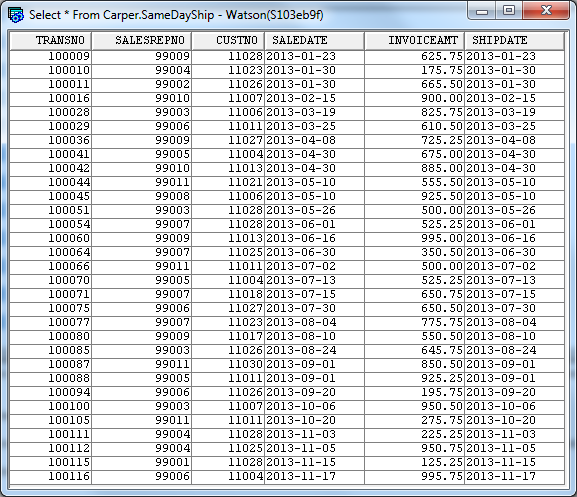 Select * From Carper.SameDayShip - Watson(S103eb9f)
TRANSNO SALESREPNO CUSTNO SALEDATE INVOICEAMT SHIPDATE
100009 99009 11028 2013-01-23 625.75 2013-01-23
100010 99004 11023 2013-01-30 175.75 2013-01-30
100011 99002 11026 2013-01-30 665.50 2013-01-30
100016 99010 11007 2013-02-15 900.00 2013-02-15
100028 99003 11006 2013-03-19 825.75 2013-03-19
100029 99006 11011 2013-03-25 610.50 2013-03-25
100036 99009 11027 2013-04-08 725.25 2013-04-08
100041 99005 11004 2013-04-30 675.00 2013-04-30
100042 99010 11013 2013-04-30 885.00 2013-04-30
100044 99011 11021 2013-05-10 555.50 2013-05-10
100045 99008 11006 2013-05-10 925.50 2013-05-10
100051 99003 11028 2013-05-26 500.00 2013-05-26
100054 99007 11028 2013-06-01 525.25 2013-06-01
100060 99009 11013 2013-06-16 995.00 2013-06-16
100064 99007 11025 2013-06-30 350.50 2013-06-30
100066 99011 11011 2013-07-02 500.00 2013-07-02
100070 99005 11004 2013-07-13 525.25 2013-07-13
100071 99007 11018 2013-07-15 650.75 2013-07-15
100075 99006 11027 2013-07-30 650.50 2013-07-30
100077 99007 11023 2013-08-04 775.75 2013-08-04
100080 99009 11017 2013-08-10 550.50 2013-08-10
100085 99003 11026 2013-08-24 645.75 2013-08-24
100087 99011 11030 2013-09-01 850.50 2013-09-01
100088 99005 11011 2013-09-01 925.25 2013-09-01
100094 99006 11026 2013-09-20 195.75 2013-09-20
100100 99003 11007 2013-10-06 950.50 2013-10-06
100105 99011 11011 2013-10-20 275.75 2013-10-20
100111 99004 11028 2013-11-03 225.25 2013-11-03
100112 99004 11025 2013-11-05 950.75 2013-11-05
100115 99001 11028 2013-11-15 125.25 2013-11-15
100116 99006 11004 2013-11-17 995.75 2013-11-17